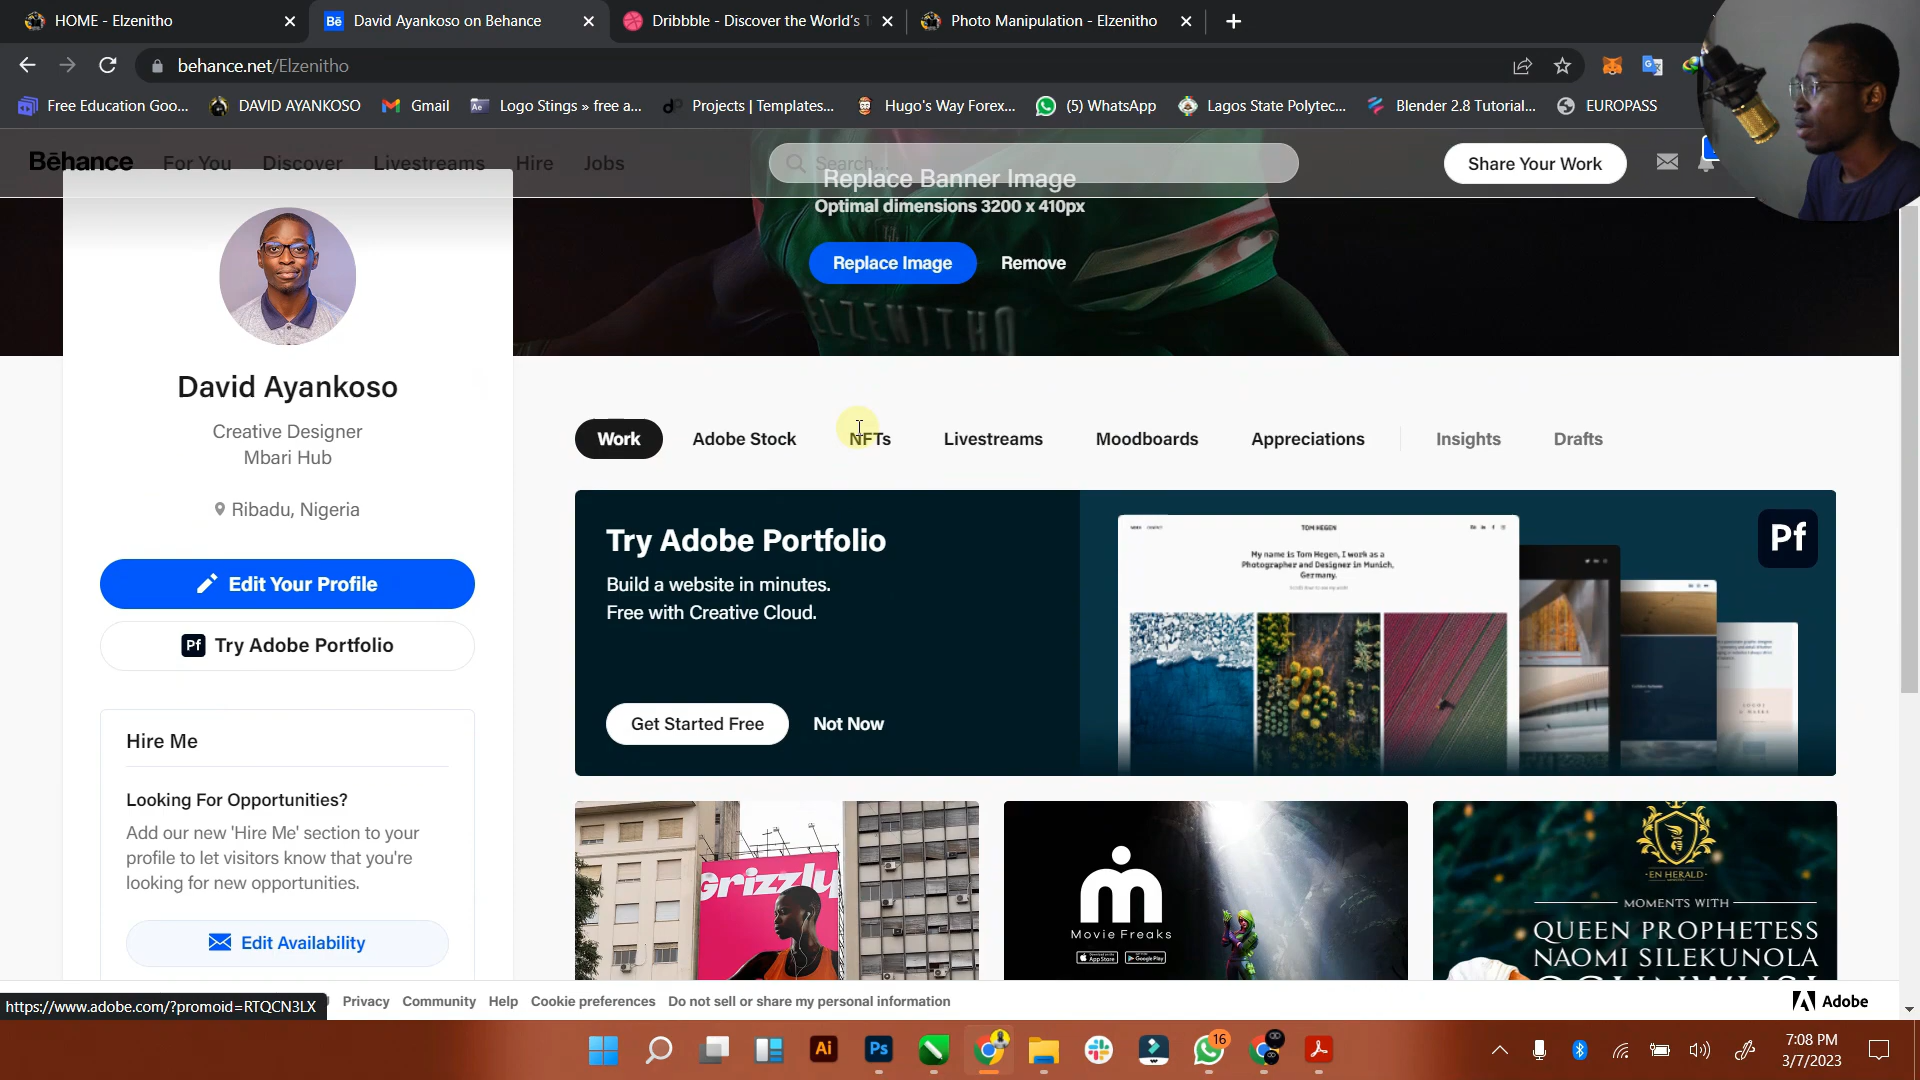 HOME - Elzenitho
Bē David Ayankoso on Behance
Dribbble - Discover the World's T
Photo Manipulation - Elzenitho
behance.net/Elzenitho
Free Education Goo...
DAVID AYANKOSO
Gmail
Ae Logo Stings » free a...
Projects | Templates...
Hugo's Way Forex...
(5) WhatsApp
Lagos State Polytec...
Blender 2.8 Tutorial...
EUROPASS
Bēhance
For You
Discover
Livestreams
Hire
Jobs
Search...
Share Your Work
Replace Banner Image
Optimal dimensions 3200 x 410px
Replace Image
Remove
ELZENITHO
David Ayankoso
Creative Designer
Mbari Hub
Ribadu, Nigeria
Edit Your Profile
Pf Try Adobe Portfolio
Hire Me
Looking For Opportunities?
Add our new 'Hire Me' section to your
profile to let visitors know that you're
looking for new opportunities.
Edit Availability
Work
Adobe Stock
NFTs
Livestreams
Moodboards
Appreciations
Insights
Drafts
Try Adobe Portfolio
Build a website in minutes.
Free with Creative Cloud.
Get Started Free
Not Now
TOM HEGEN
My name is Tom Hegen, I work as a
Photographer and Designer in Munich,
Germany.
Pf
Grizzly
m
Movie Freaks
App Store
Google Play
EN HERALD
MOMENTS WITH
QUEEN PROPHETESS
NAOMI SILEKUNOLA
OGUNWUSI
https://www.adobe.com/?promoid=RTQCN3LX
Privacy
Community
Help
Cookie preferences
Do not sell or share my personal information
Adobe
Ai
Ps
16
7:08 PM
3/7/2023